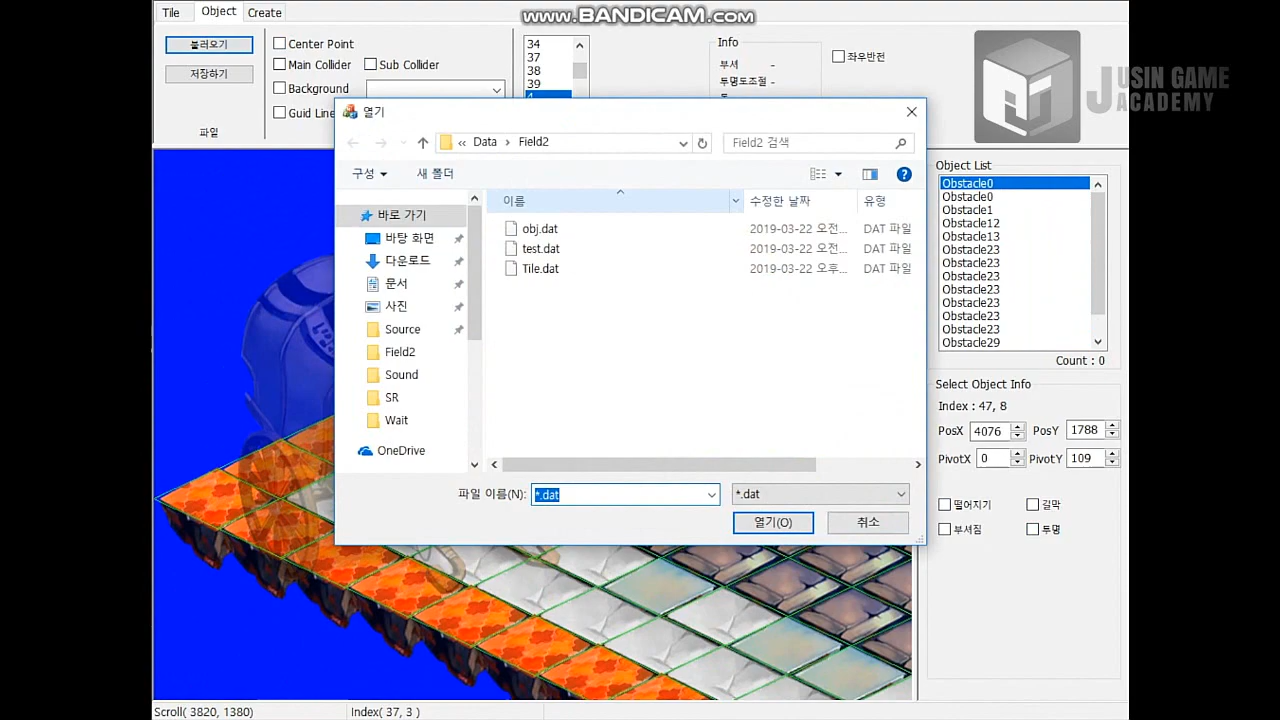 www.BANDICAM.com
Tile Object Create
불러오기
저장하기
파일
Center Point
Main Collider Sub Collider
Background
Guid Line
34
37
38
39
4
Info
부셔 -
투명도조절 -
좌우반전
JUSIN GAME
ACADEMY
열기
« Data > Field2
Field2 검색
구성 새 폴더
이름 수정한 날짜 유형
obj.dat 2019-03-22 오전... DAT 파일
test.dat 2019-03-22 오전... DAT 파일
Tile.dat 2019-03-22 오후... DAT 파일
바로 가기
바탕 화면
다운로드
문서
사진
Source
Field2
Sound
SR
Wait
OneDrive
파일 이름(N): *.dat *.dat
열기(O) 취소
Object List
Obstacle0
Obstacle0
Obstacle1
Obstacle12
Obstacle13
Obstacle23
Obstacle23
Obstacle23
Obstacle23
Obstacle23
Obstacle23
Obstacle23
Obstacle29
Count : 0
Select Object Info
Index : 47, 8
PosX 4076 PosY 1788
PivotX 0 PivotY 109
떨어지기 길막
부셔짐 투명
Scroll( 3820, 1380) Index( 37, 3 )